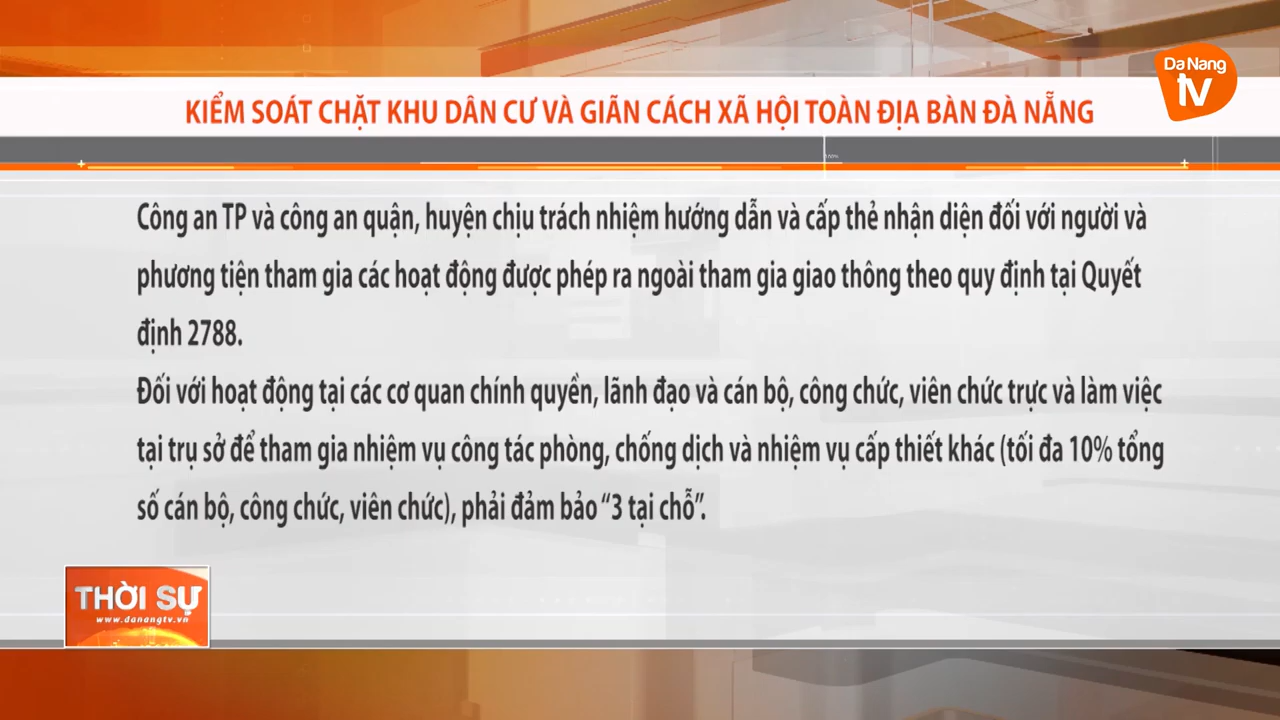 Da Nang
tv
KIỂM SOÁT CHẶT KHU DÂN CƯ VÀ GIÃN CÁCH XÃ HỘI TOÀN ĐỊA BÀN ĐÀ NẴNG
Công an TP và công an quận, huyện chịu trách nhiệm hướng dẫn và cấp thẻ nhận diện đối với người và
phương tiện tham gia các hoạt động được phép ra ngoài tham gia giao thông theo quy định tại Quyết
định 2788.
Đối với hoạt động tại các cơ quan chính quyền, lãnh đạo và cán bộ, công chức, viên chức trực và làm việc
tại trụ sở để tham gia nhiệm vụ công tác phòng, chống dịch và nhiệm vụ cấp thiết khác (tối đa 10% tổng
số cán bộ, công chức, viên chức), phải đảm bảo “3 tại chỗ”.
THỜI SỰ
www.danangtv.vn